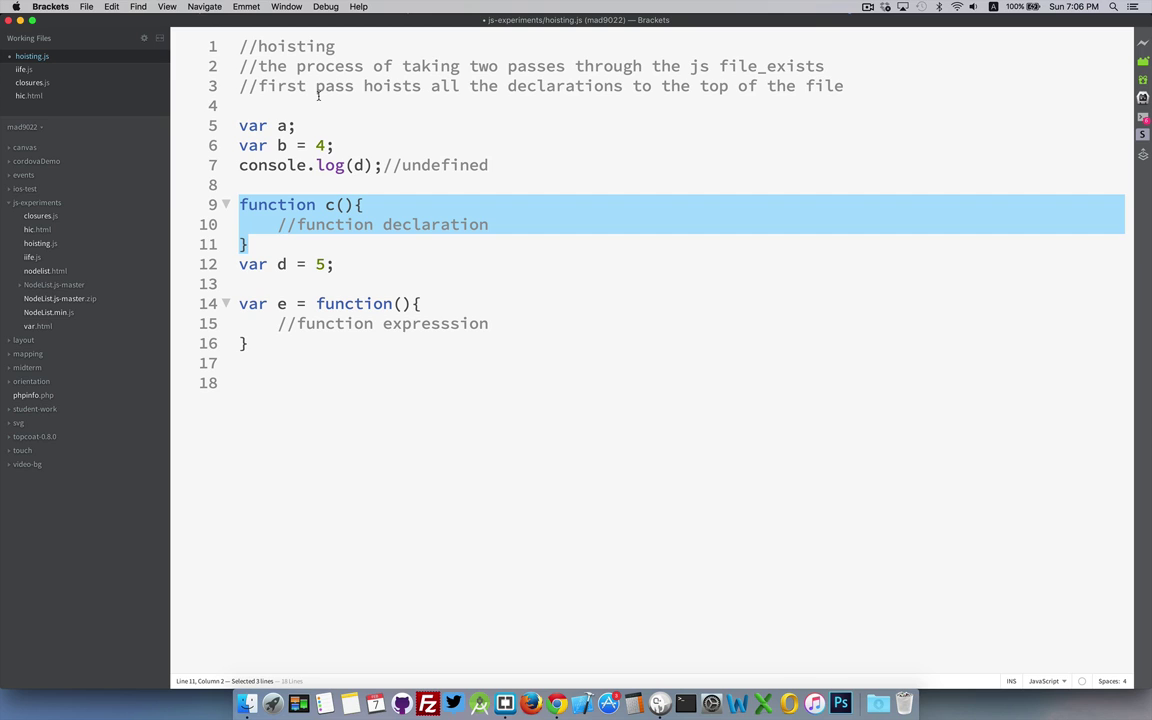 Brackets File Edit Find View Navigate Emmet Window Debug Help
100% Sun 7:06 PM
• js-experiments/hoisting.js (mad9022) — Brackets
Working Files
hoisting.js
iife.js
closures.js
hic.html
mad9022
canvas
cordovaDemo
events
ios-test
js-experiments
closures.js
hic.html
hoisting.js
iife.js
nodelist.html
NodeList.js-master
NodeList.js-master.zip
NodeList.min.js
var.html
layout
mapping
midterm
orientation
phpinfo.php
student-work
svg
topcoat-0.8.0
touch
video-bg
1 //hoisting
2 //the process of taking two passes through the js file_exists
3 //first pass hoists all the declarations to the top of the file
4
5 var a;
6 var b = 4;
7 console.log(d);//undefined
8
9 function c(){
10 //function declaration
11 }
12 var d = 5;
13
14 var e = function(){
15 //function expresssion
16 }
17
18
Line 11, Column 2 — Selected 3 lines — 18 Lines
INS JavaScript Spaces: 4